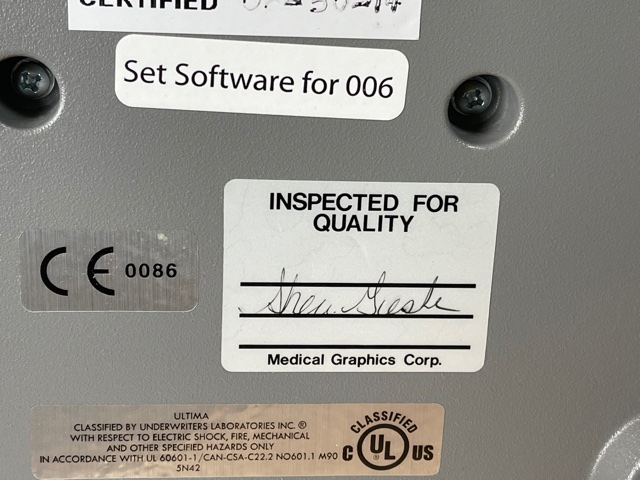 CERTIFIED
Set Software for 006
INSPECTED FOR
QUALITY
Medical Graphics Corp.
CE 0086
ULTIMA
CLASSIFIED BY UNDERWRITERS LABORATORIES INC.®
WITH RESPECT TO ELECTRIC SHOCK, FIRE, MECHANICAL
AND OTHER SPECIFIED HAZARDS ONLY
IN ACCORDANCE WITH UL 60601-1/CAN-CSA-C22.2 NO601.1 M90
5N42
CLASSIFIED
C UL® US